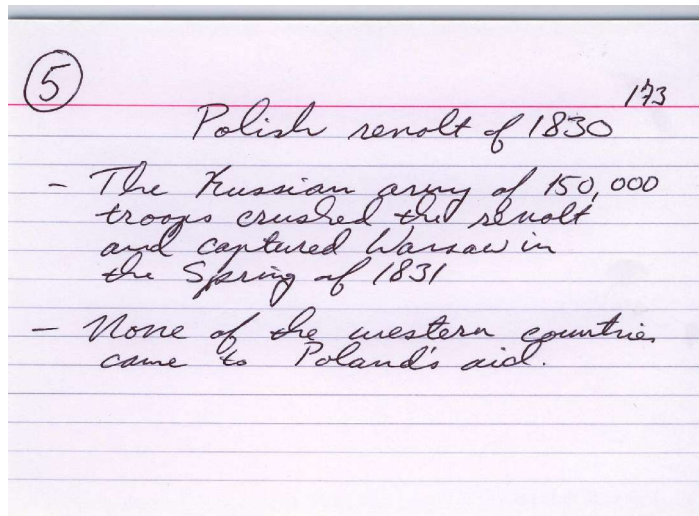 5
173
Polish revolt of 1830
- The Russian army of 150,000
troops crushed the revolt
and captured Warsaw in
the Spring of 1831
- None of the western countries
came to Poland's aid.